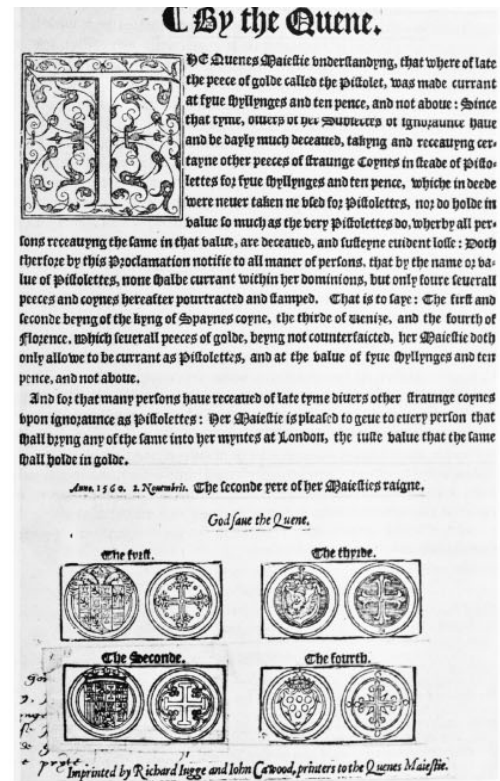 ¶ By the Quene.
THE Quenes Maiestie vnderstandyng, that where of late
the peece of golde called the Pistolet, was made currant
at fyue shyllynges and ten pence, and not aboue: Since
that tyme, others of her Subiectes of ignoraunce haue
and be dayly much deceaued, takyng and receauyng cer-
tayne other peeces of straunge Coynes in steade of Pisto-
lettes for fyue shyllynges and ten pence, whiche in deede
were neuer taken ne vsed for Pistolettes, nor do holde in
value so much as the very Pistolettes do, wherby all per-
sons receauyng the same in that value, are deceaued, and susteyne euident losse: Doth
therfore by this Proclamation notifie to all maner of persons, that by the name or va-
lue of Pistolettes, none shalbe currant within her dominions, but only foure seuerall
peeces and coynes hereafter pourtracted and stamped. That is to saye: The first and
seconde beyng of the kyng of Spaynes coyne, the thirde of Uenize, and the fourth of
Florence. Which seuerall peeces of golde, beyng not counterfaicted, her Maiestie doth
only allowe to be currant as Pistolettes, and at the value of fyue shyllynges and ten
pence, and not aboue.
And for that many persons haue receaued of late tyme diuers other straunge coynes
vpon ignoraunce as Pistolettes: Her Maiestie is pleased to geue to euery person that
shall bryng any of the same into her myntes at London, the iuste value that the same
shall holde in golde.
Anno. 1560. 2. Nouembris. The seconde yere of her Maiesties raigne.
God saue the Quene.
The fyrst.
The thyrde.
The Seconde.
The fourth.
Imprinted by Richard Iugge and Iohn Cawood, printers to the Quenes Maiestie.